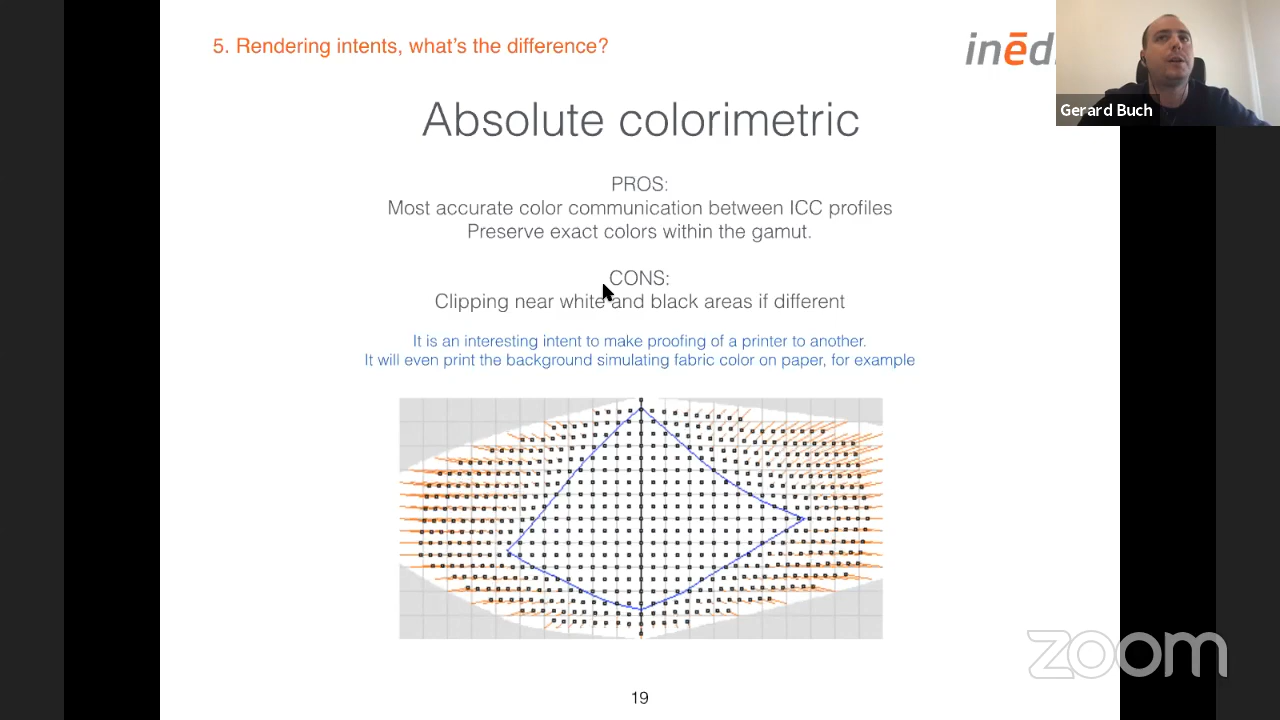 5. Rendering intents, what's the difference?
Gerard Buch
Absolute colorimetric
PROS:
Most accurate color communication between ICC profiles
Preserve exact colors within the gamut.
CONS:
Clipping near white and black areas if different
It is an interesting intent to make proofing of a printer to another.
It will even print the background simulating fabric color on paper, for example
zoom
19